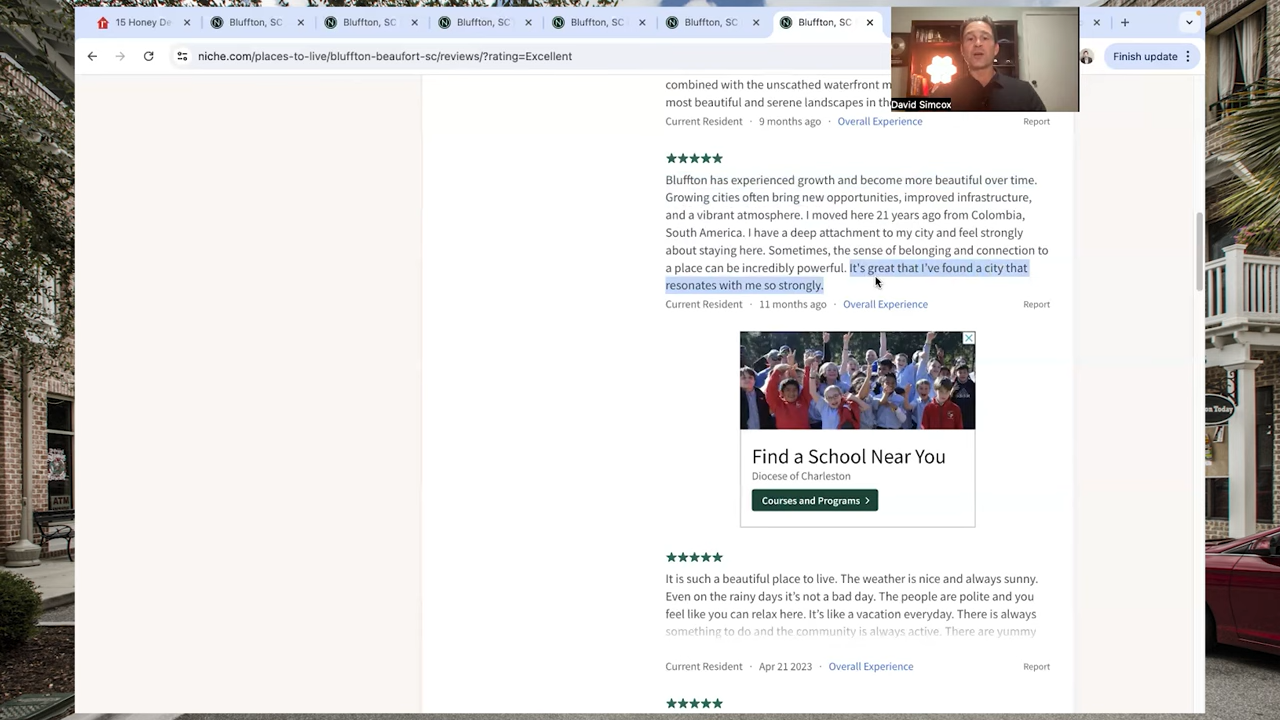 15 Honey De
Bluffton, SC
Bluffton, SC
Bluffton, SC
Bluffton, SC
Bluffton, SC
Bluffton, SC
niche.com/places-to-live/bluffton-beaufort-sc/reviews/?rating=Excellent
Finish update
David Simcox
combined with the unscathed waterfront
most beautiful and serene landscapes in
Current Resident · 9 months ago · Overall Experience
Report
Bluffton has experienced growth and become more beautiful over time.
Growing cities often bring new opportunities, improved infrastructure,
and a vibrant atmosphere. I moved here 21 years ago from Colombia,
South America. I have a deep attachment to my city and feel strongly
about staying here. Sometimes, the sense of belonging and connection to
a place can be incredibly powerful. It's great that I've found a city that
resonates with me so strongly.
Current Resident · 11 months ago · Overall Experience
Report
Find a School Near You
Diocese of Charleston
Courses and Programs
It is such a beautiful place to live. The weather is nice and always sunny.
Even on the rainy days it's not a bad day. The people are polite and you
feel like you can relax here. It's like a vacation everyday. There is always
something to do and the community is always active. There are yummy
Current Resident · Apr 21 2023 · Overall Experience
Report
on Today
ATM